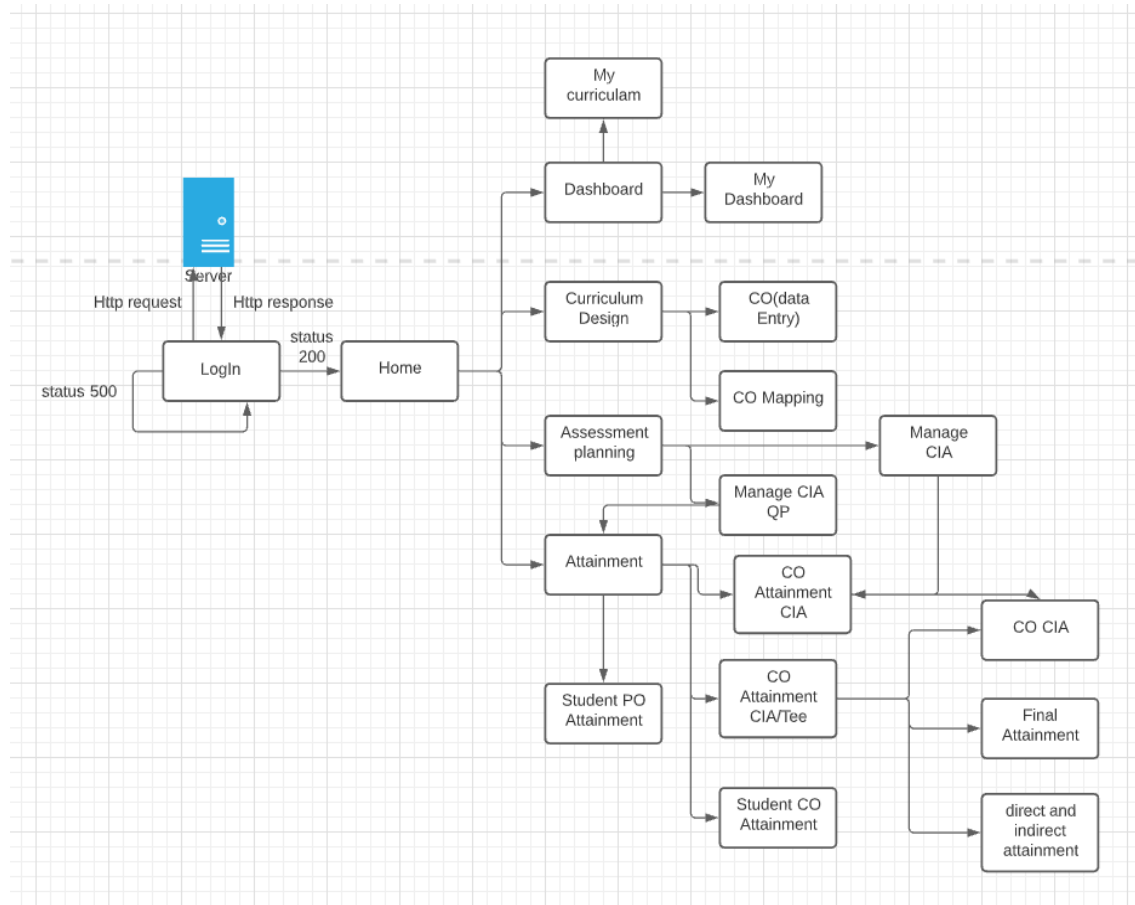 My
curriculam
Dashboard
My
Dashboard
Server
Http request
Http response
Curriculum
Design
CO(data
Entry)
status
200
LogIn
Home
status 500
CO Mapping
Assessment
planning
Manage
CIA
Manage CIA
QP
Attainment
CO
Attainment
CIA
CO CIA
Student PO
Attainment
CO
Attainment
CIA/Tee
Final
Attainment
Student CO
Attainment
direct and
indirect
attainment